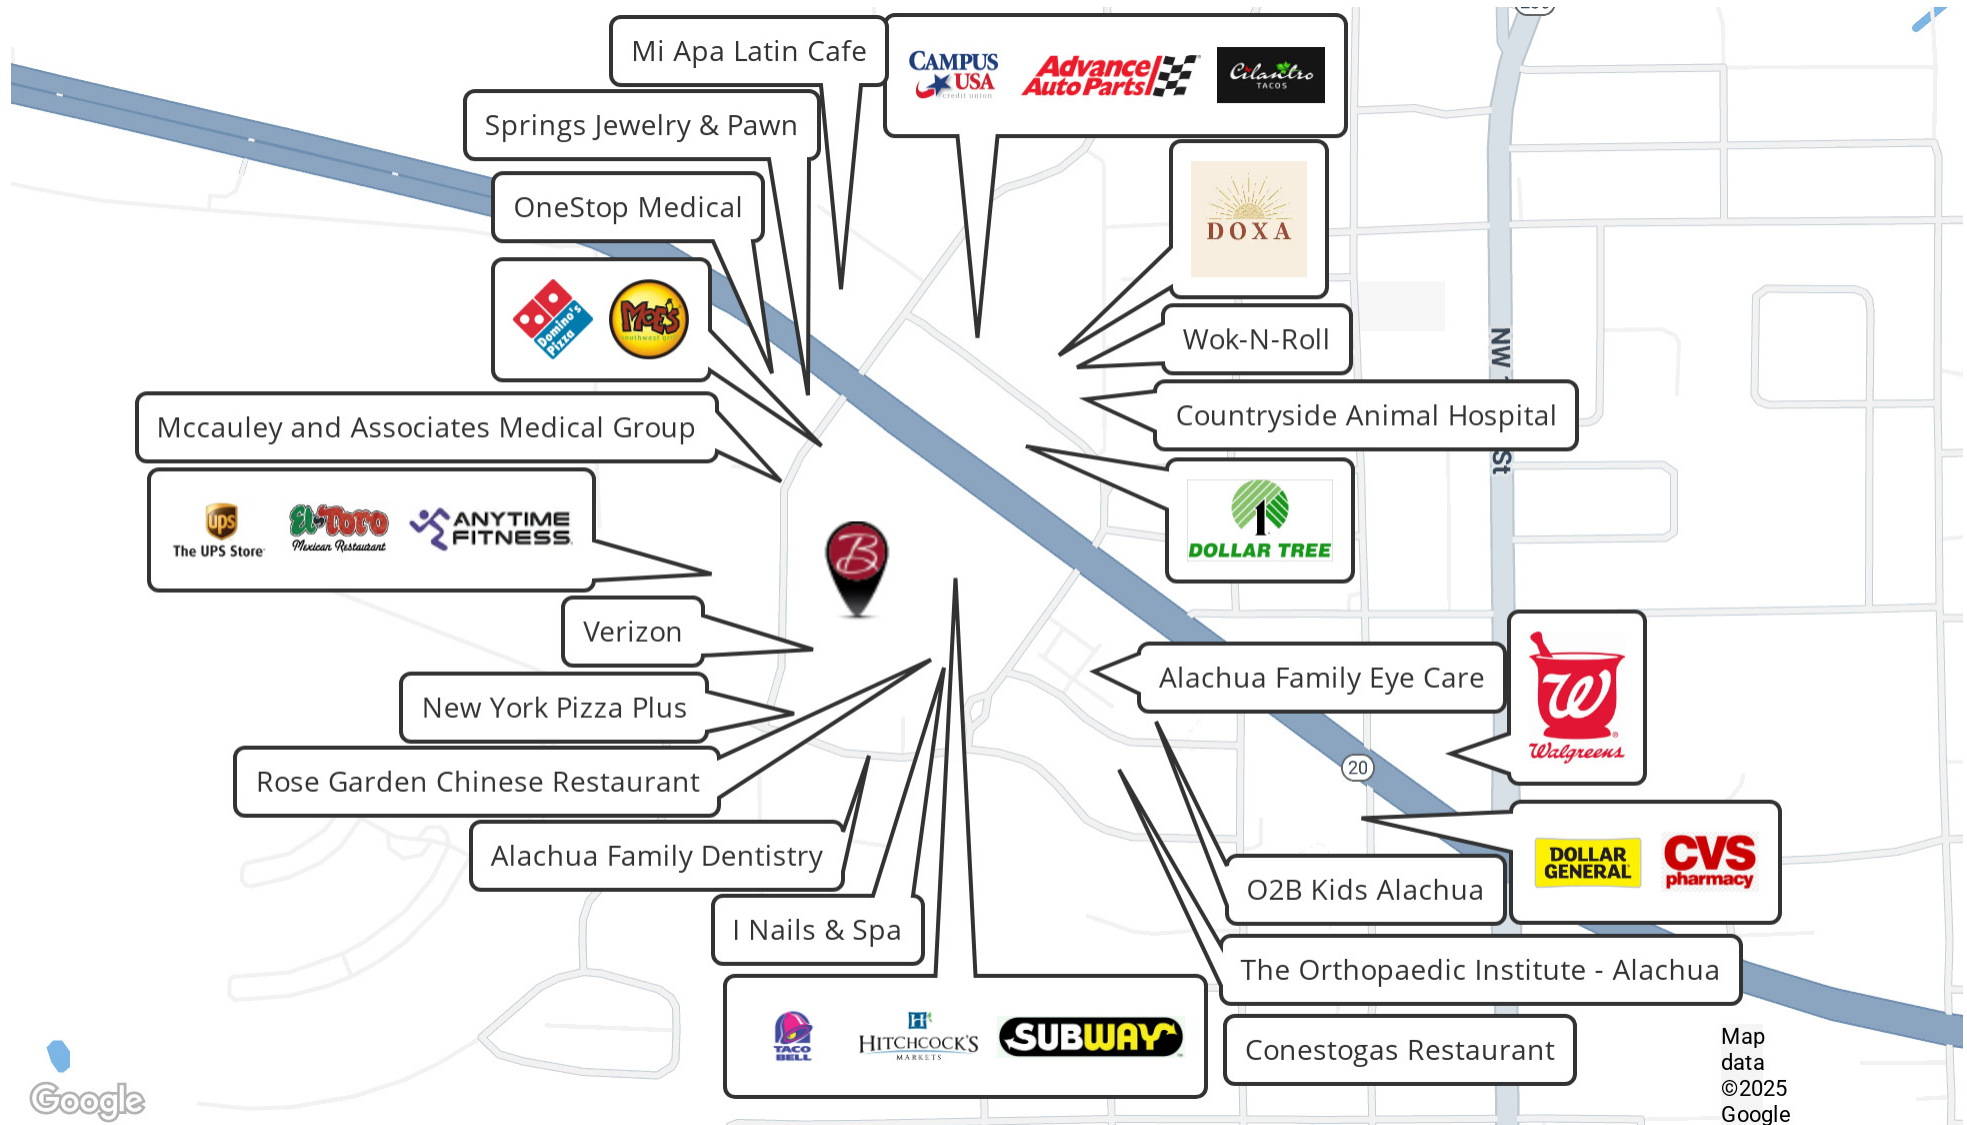 Mi Apa Latin Cafe
CAMPUS
USA
credit union
Advance
Auto Parts
Cilantro
TACOS
Springs Jewelry & Pawn
OneStop Medical
DOXA
Domino's
Pizza
MOE'S
southwest grill
Wok-N-Roll
NW
St
Mccauley and Associates Medical Group
Countryside Animal Hospital
ups
The UPS Store
El Toro
Mexican Restaurant
ANYTIME
FITNESS
1
DOLLAR TREE
B
Verizon
Alachua Family Eye Care
W
Walgreens
New York Pizza Plus
20
Rose Garden Chinese Restaurant
Alachua Family Dentistry
DOLLAR
GENERAL
CVS
pharmacy
O2B Kids Alachua
I Nails & Spa
The Orthopaedic Institute - Alachua
TACO
BELL
H
HITCHCOCK'S
MARKETS
SUBWAY
Conestogas Restaurant
Map
data
©2025
Google
Google